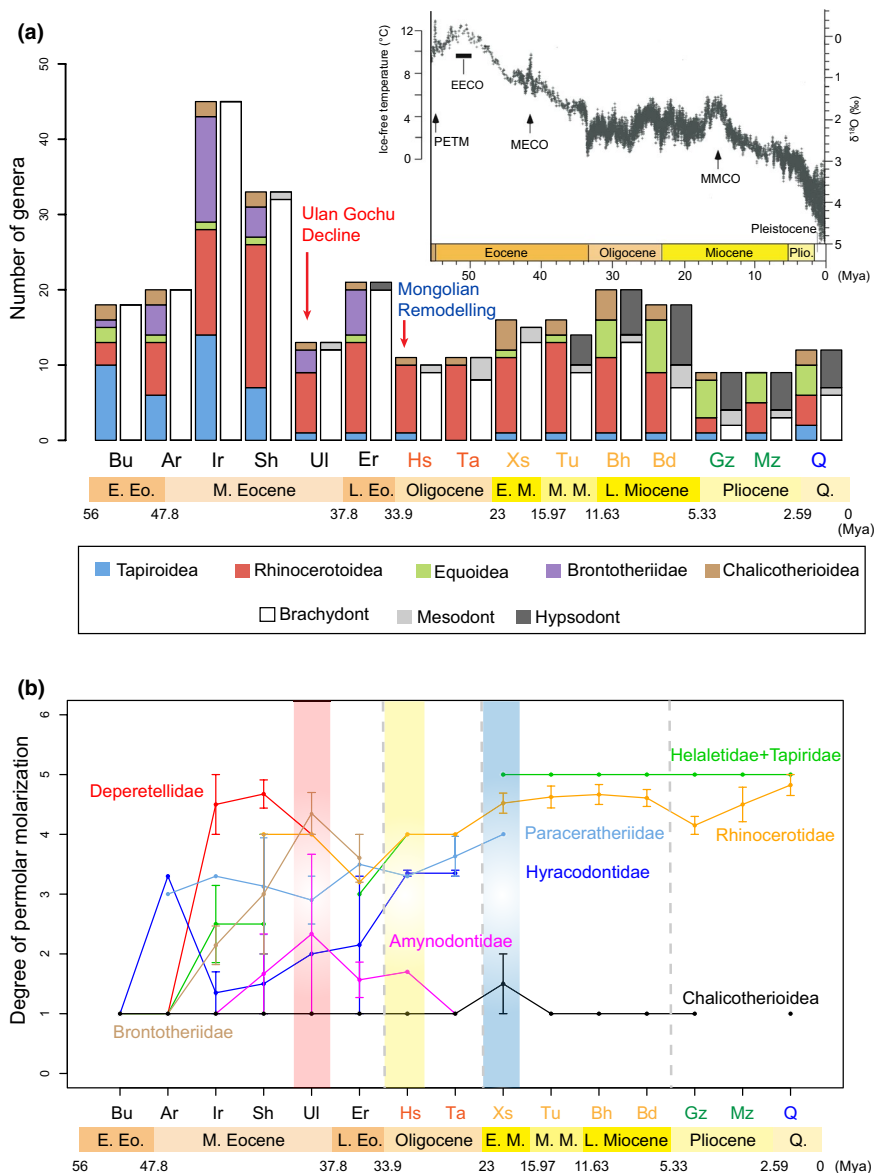 (a)
Number of genera
50
40
30
20
10
0
Ulan Gochu
Decline
Mongolian
Remodelling
Ice-free temperature (°C)
12
8
4
0
PETM
EECO
MECO
MMCO
Pleistocene
δ¹⁸O (‰)
0
1
2
3
4
5
Eocene Oligocene Miocene Plio.
50 40 30 20 10 0 (Mya)
Bu Ar Ir Sh Ul Er Hs Ta Xs Tu Bh Bd Gz Mz Q
E. Eo. M. Eocene L. Eo. Oligocene E. M. M. M. L. Miocene Pliocene Q.
56 47.8 37.8 33.9 23 15.97 11.63 5.33 2.59 0
(Mya)
Tapiroidea Rhinocerotoidea Equoidea Brontotheriidae Chalicotherioidea
Brachydont Mesodont Hypsodont
(b)
Degree of permolar molarization
6
5
4
3
2
1
0
Helaletidae+Tapiridae
Deperetellidae
Paraceratheriidae
Rhinocerotidae
Hyracodontidae
Amynodontidae
Chalicotherioidea
Brontotheriidae
Bu Ar Ir Sh Ul Er Hs Ta Xs Tu Bh Bd Gz Mz Q
E. Eo. M. Eocene L. Eo. Oligocene E. M. M. M. L. Miocene Pliocene Q.
56 47.8 37.8 33.9 23 15.97 11.63 5.33 2.59 0
(Mya)